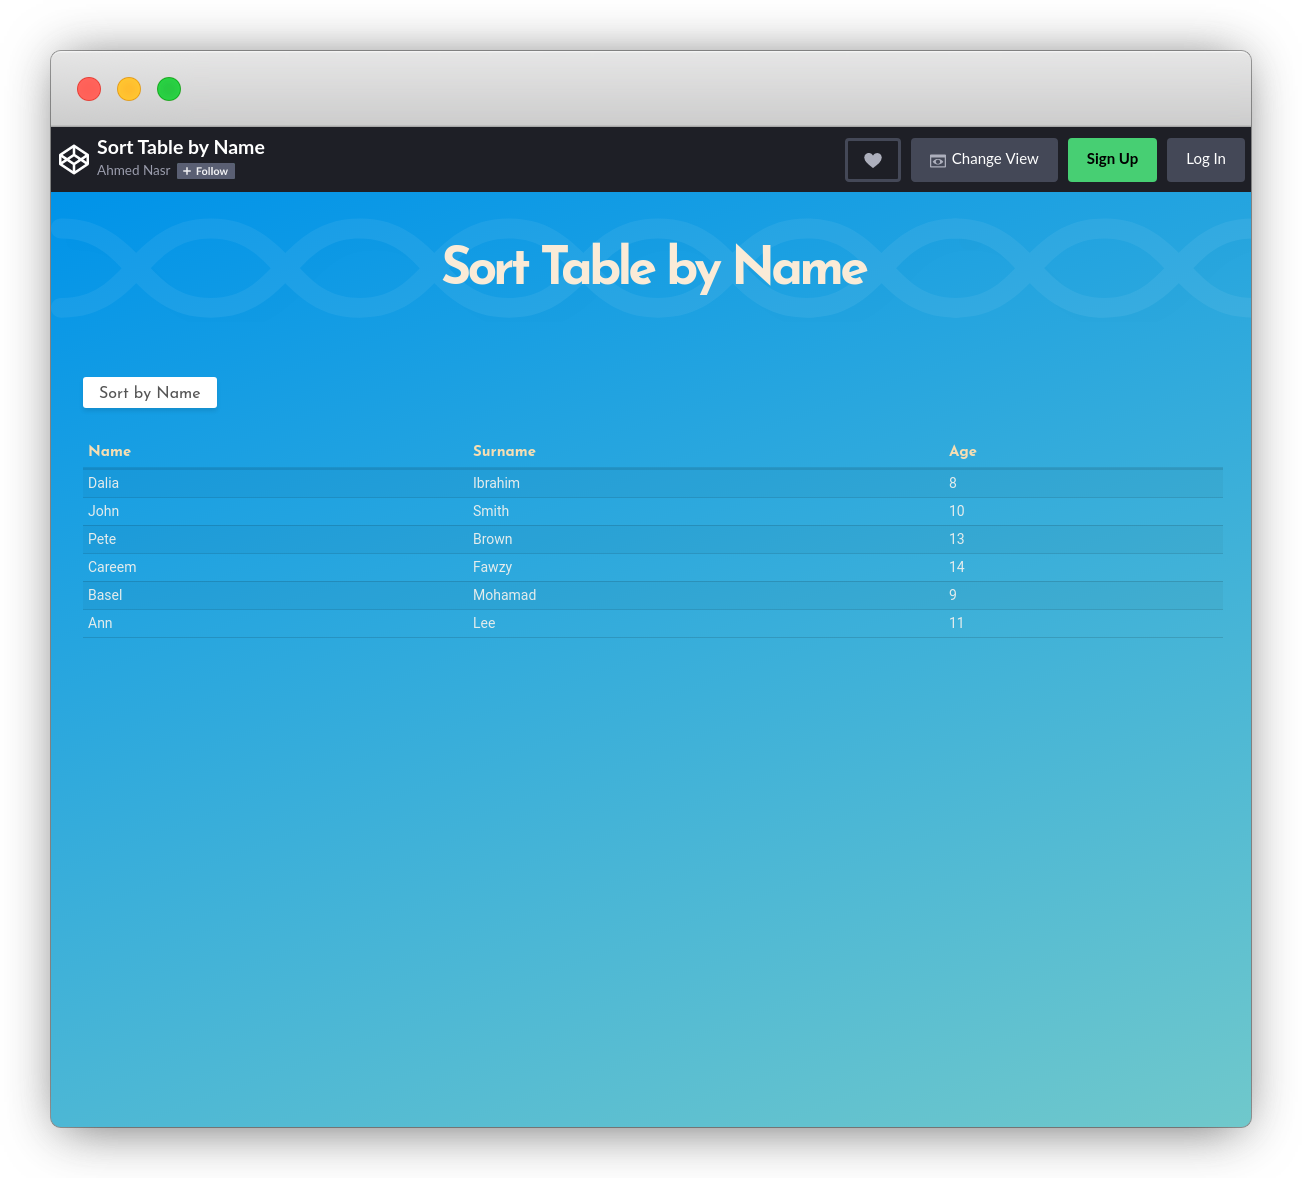 Sort Table by Name
Ahmed Nasr + Follow
Change View
Sign Up
Log In
Sort Table by Name
Sort by Name
Name Surname Age
Dalia Ibrahim 8
John Smith 10
Pete Brown 13
Careem Fawzy 14
Basel Mohamad 9
Ann Lee 11